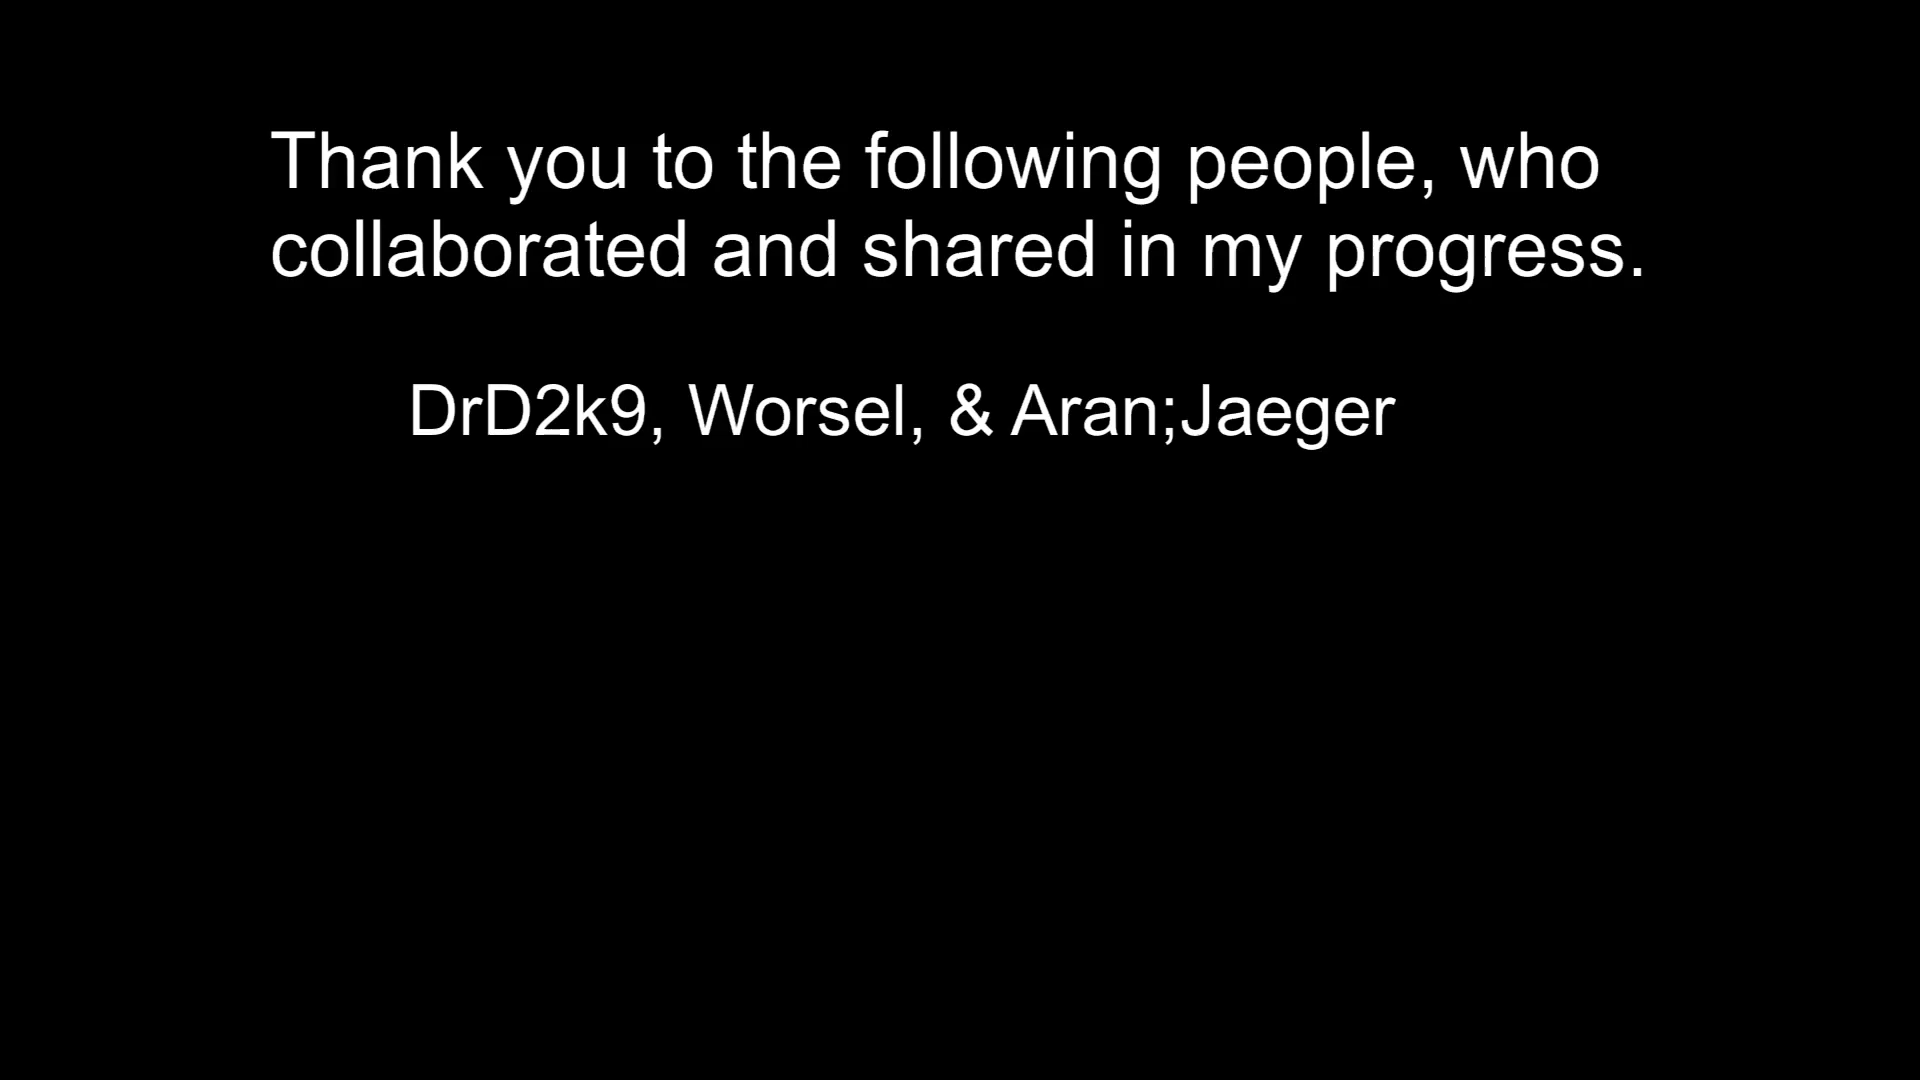 Thank you to the following people, who
collaborated and shared in my progress.
DrD2k9, Worsel, & Aran;Jaeger